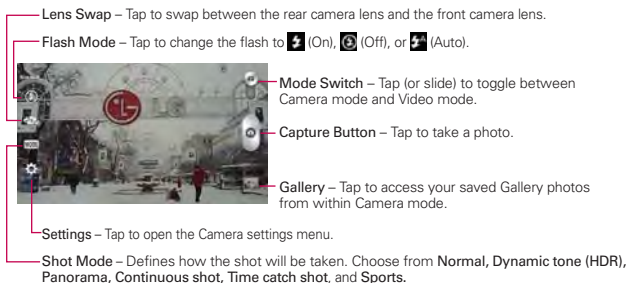 Lens Swap – Tap to swap between the rear camera lens and the front camera lens.
Flash Mode – Tap to change the flash to (On), (Off), or (Auto).
LG LG
Mode Switch – Tap (or slide) to toggle between
Camera mode and Video mode.
Capture Button – Tap to take a photo.
MODE
Gallery – Tap to access your saved Gallery photos
from within Camera mode.
Settings – Tap to open the Camera settings menu.
Shot Mode – Defines how the shot will be taken. Choose from Normal, Dynamic tone (HDR),
Panorama, Continuous shot, Time catch shot, and Sports.